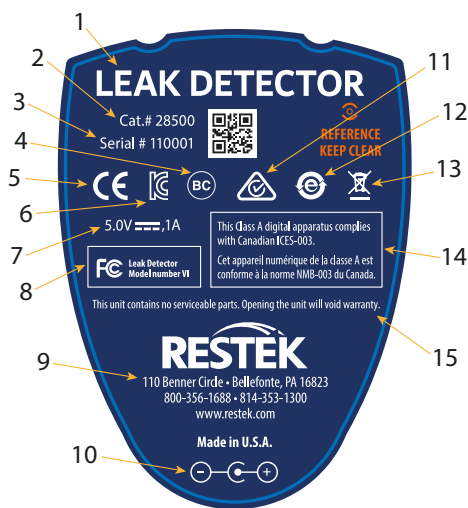 1
2
3
4
5
6
7
8
9
10
11
12
13
14
15
LEAK DETECTOR
Cat.# 28500
Serial # 110001
REFERENCE
KEEP CLEAR
CE
KC
BC
e
5.0V ⎓,1A
FC Leak Detector
Model number VI
This Class A digital apparatus complies
with Canadian ICES-003.
Cet appareil numérique de la classe A est
conforme à la norme NMB-003 du Canada.
This unit contains no serviceable parts. Opening the unit will void warranty.
RESTEK
110 Benner Circle • Bellefonte, PA 16823
800-356-1688 • 814-353-1300
www.restek.com
Made in U.S.A.